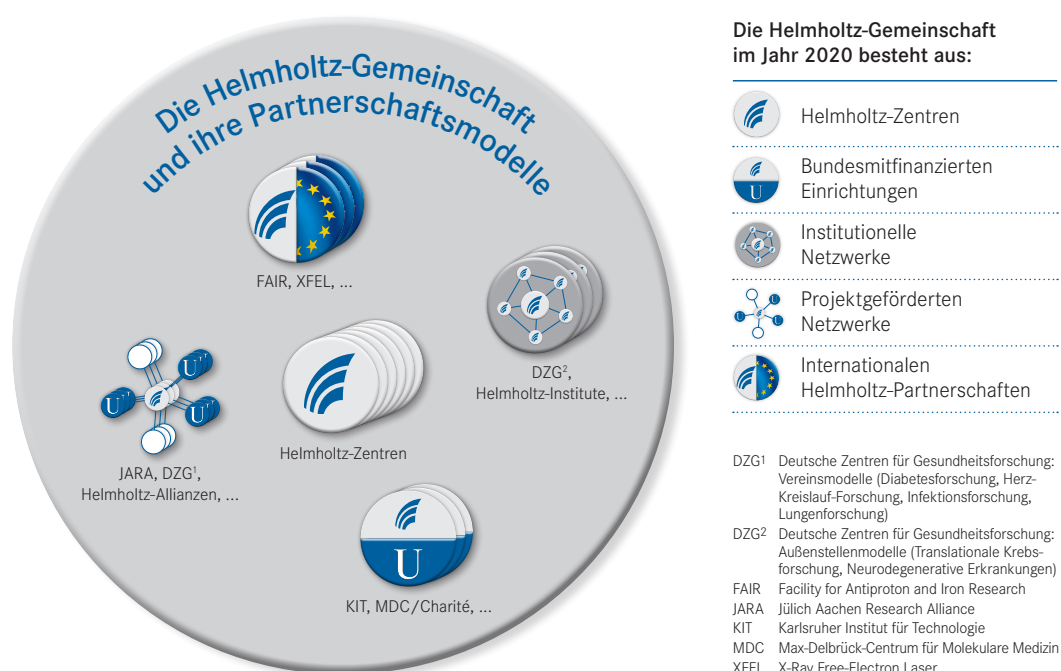 Die Helmholtz-Gemeinschaft
und ihre Partnerschaftsmodelle
FAIR, XFEL, ...
DZG²,
Helmholtz-Institute, ...
Helmholtz-Zentren
U
U
U
JARA, DZG¹,
Helmholtz-Allianzen, ...
U
KIT, MDC/Charité, ...
Die Helmholtz-Gemeinschaft
im Jahr 2020 besteht aus:
Helmholtz-Zentren
U
Bundesmitfinanzierten
Einrichtungen
Institutionelle
Netzwerke
U
U
U
Projektgeförderten
Netzwerke
Internationalen
Helmholtz-Partnerschaften
DZG¹ Deutsche Zentren für Gesundheitsforschung:
Vereinsmodelle (Diabetesforschung, Herz-
Kreislauf-Forschung, Infektionsforschung,
Lungenforschung)
DZG² Deutsche Zentren für Gesundheitsforschung:
Außenstellenmodelle (Translationale Krebs-
forschung, Neurodegenerative Erkrankungen)
FAIR Facility for Antiproton and Iron Research
JARA Jülich Aachen Research Alliance
KIT Karlsruher Institut für Technologie
MDC Max-Delbrück-Centrum für Molekulare Medizin
XFEL X-Ray Free-Electron Laser